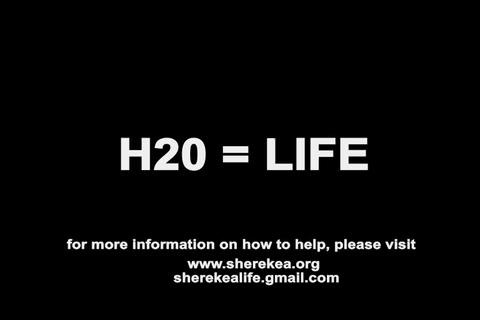 H20 = LIFE
for more information on how to help, please visit
www.sherekea.org
sherekealife.gmail.com